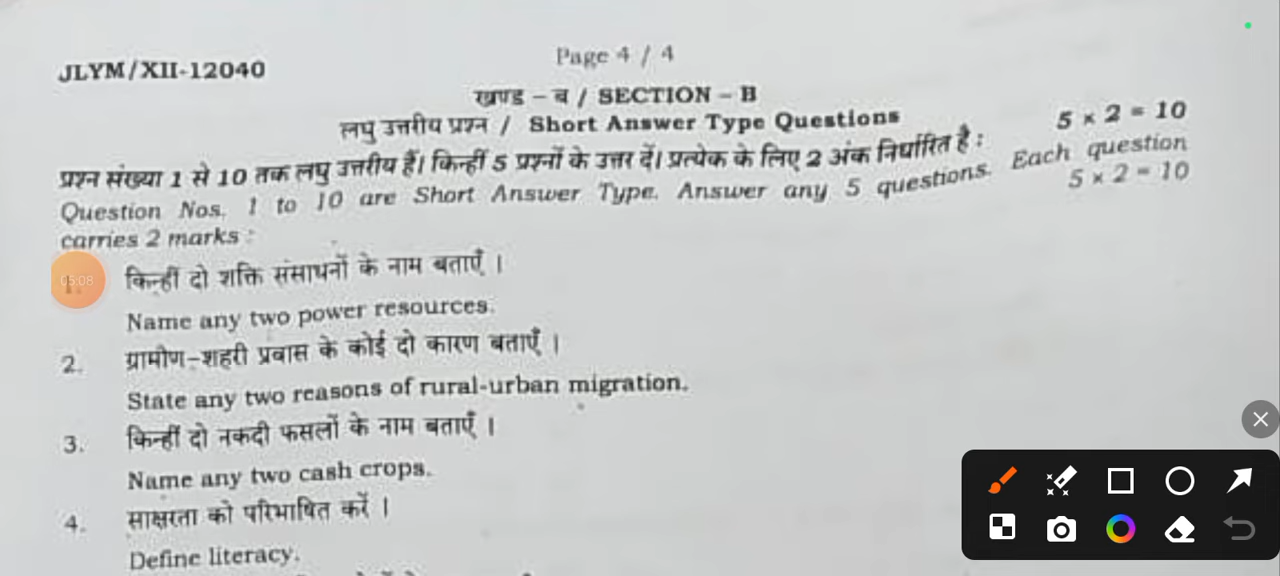 JLYM/XII-12040
Page 4 / 4
खण्ड – ब / SECTION – B
लघु उत्तरीय प्रश्न / Short Answer Type Questions
प्रश्न संख्या 1 से 10 तक लघु उत्तरीय हैं। किन्हीं 5 प्रश्नों के उत्तर दें। प्रत्येक के लिए 2 अंक निर्धारित है : 5 × 2 = 10
Question Nos. 1 to 10 are Short Answer Type. Answer any 5 questions. Each question
carries 2 marks : 5 × 2 = 10
05:08
1. किन्हीं दो शक्ति संसाधनों के नाम बताएँ ।
Name any two power resources.
2. ग्रामीण-शहरी प्रवास के कोई दो कारण बताएँ ।
State any two reasons of rural-urban migration.
3. किन्हीं दो नकदी फसलों के नाम बताएँ ।
Name any two cash crops.
4. साक्षरता को परिभाषित करें ।
Define literacy.